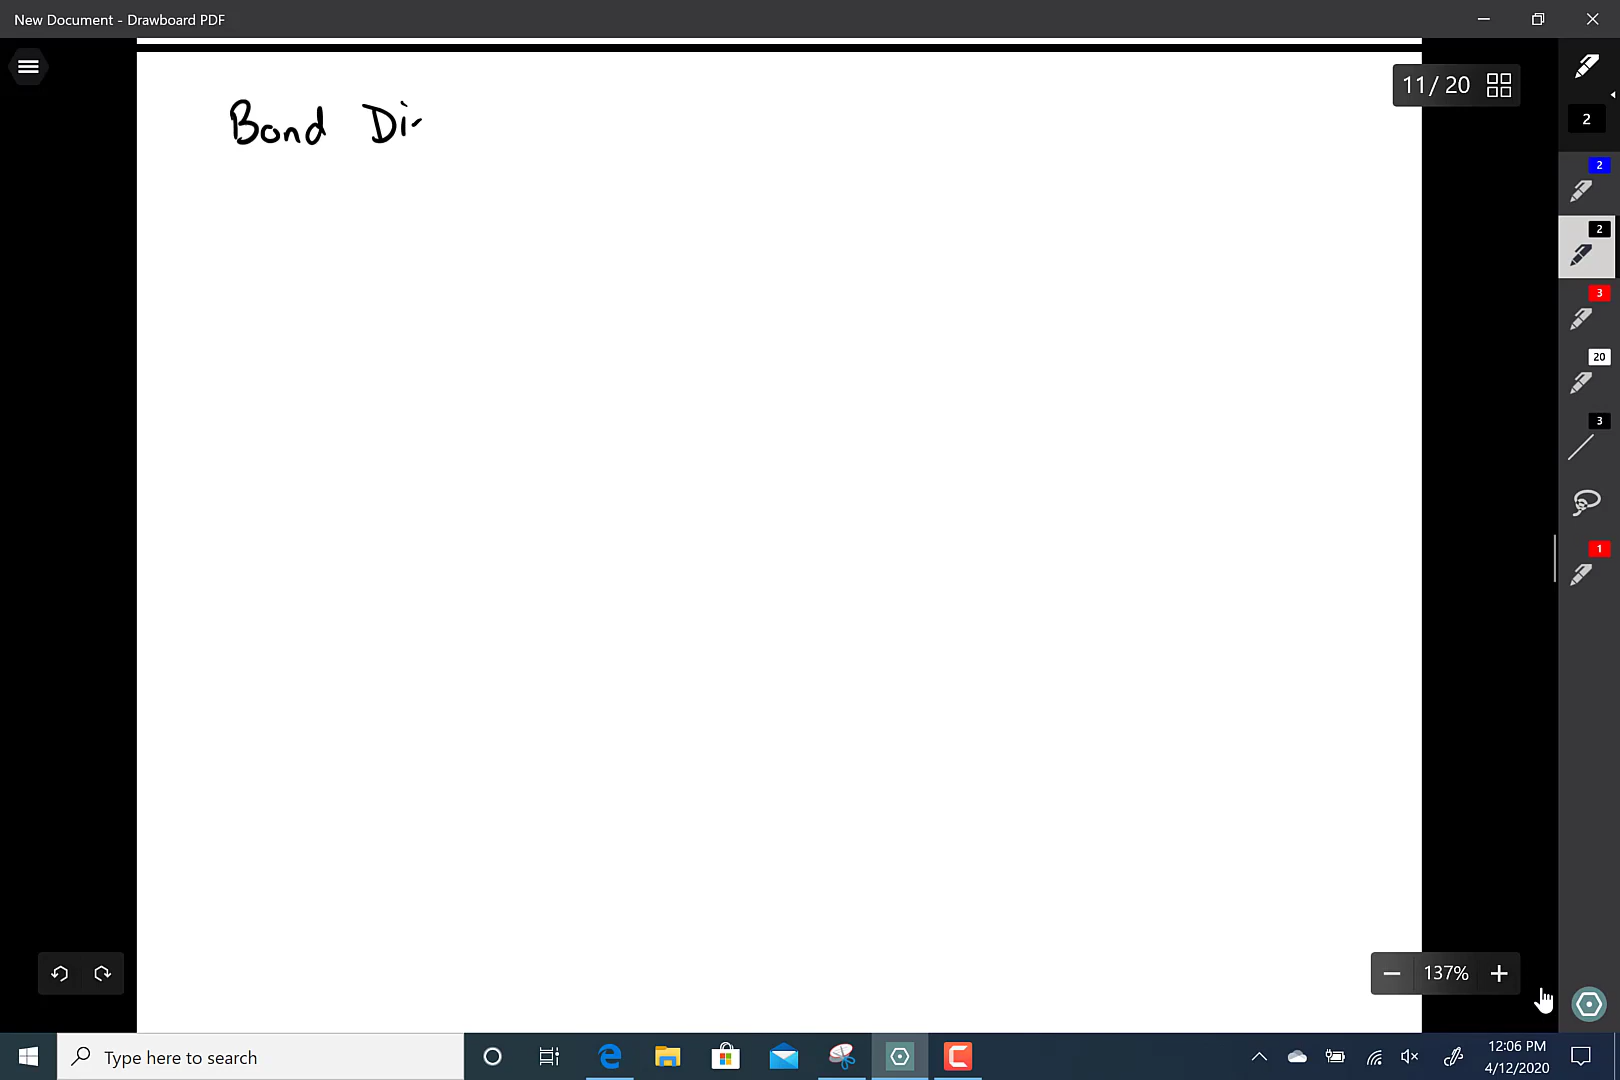 New Document - Drawboard PDF
11 / 20
2
Bond Di
2
2
3
20
3
1
137%
Type here to search
12:06 PM
4/12/2020